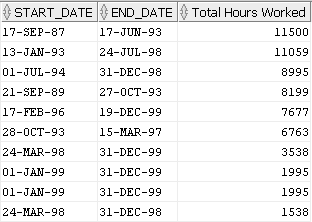 START_DATE END_DATE Total Hours Worked
17-SEP-87 17-JUN-93 11500
13-JAN-93 24-JUL-98 11059
01-JUL-94 31-DEC-98 8995
21-SEP-89 27-OCT-93 8199
17-FEB-96 19-DEC-99 7677
28-OCT-93 15-MAR-97 6763
24-MAR-98 31-DEC-99 3538
01-JAN-99 31-DEC-99 1995
01-JAN-99 31-DEC-99 1995
24-MAR-98 31-DEC-98 1538